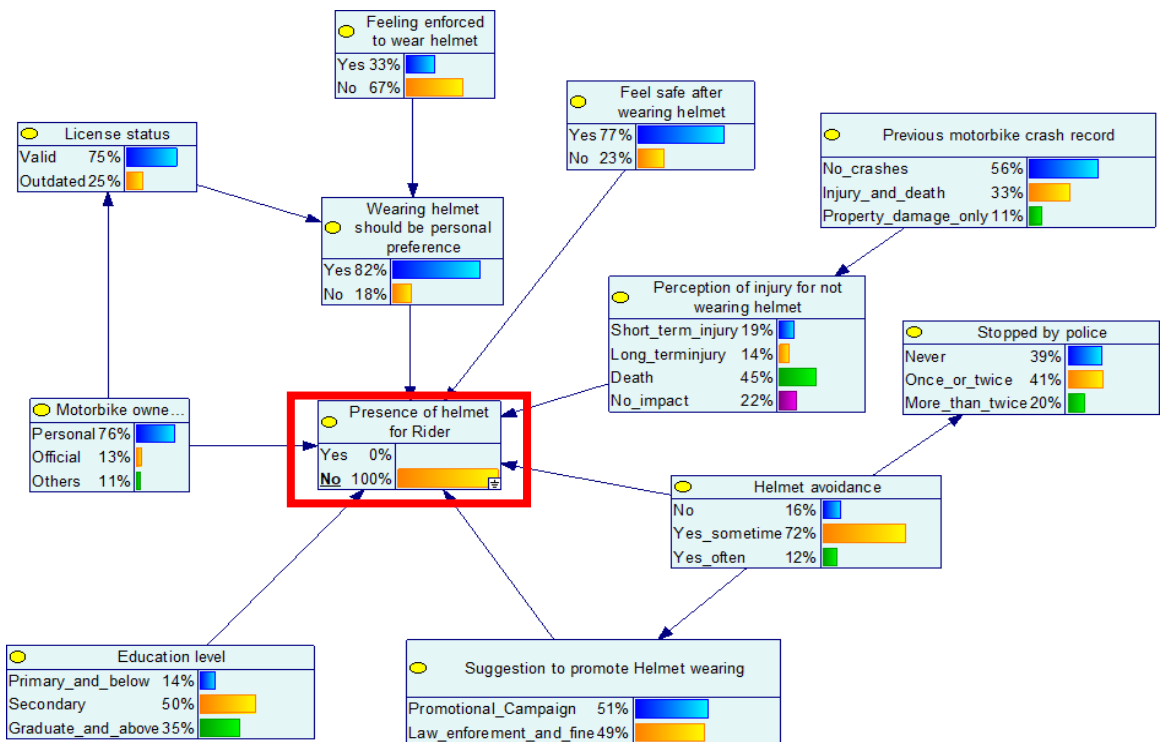 Feeling enforced
to wear helmet
Yes 33%
No 67%
Feel safe after
wearing helmet
Yes 77%
No 23%
License status
Valid 75%
Outdated 25%
Previous motorbike crash record
No_crashes 56%
Injury_and_death 33%
Property_damage_only 11%
Wearing helmet
should be personal
preference
Yes 82%
No 18%
Perception of injury for not
wearing helmet
Short_term_injury 19%
Long_terminjury 14%
Death 45%
No_impact 22%
Stopped by police
Never 39%
Once_or_twice 41%
More_than_twice 20%
Motorbike owne...
Personal 76%
Official 13%
Others 11%
Presence of helmet
for Rider
Yes 0%
No 100%
Helmet avoidance
No 16%
Yes_sometime 72%
Yes_often 12%
Education level
Primary_and_below 14%
Secondary 50%
Graduate_and_above 35%
Suggestion to promote Helmet wearing
Promotional_Campaign 51%
Law_enforement_and_fine 49%